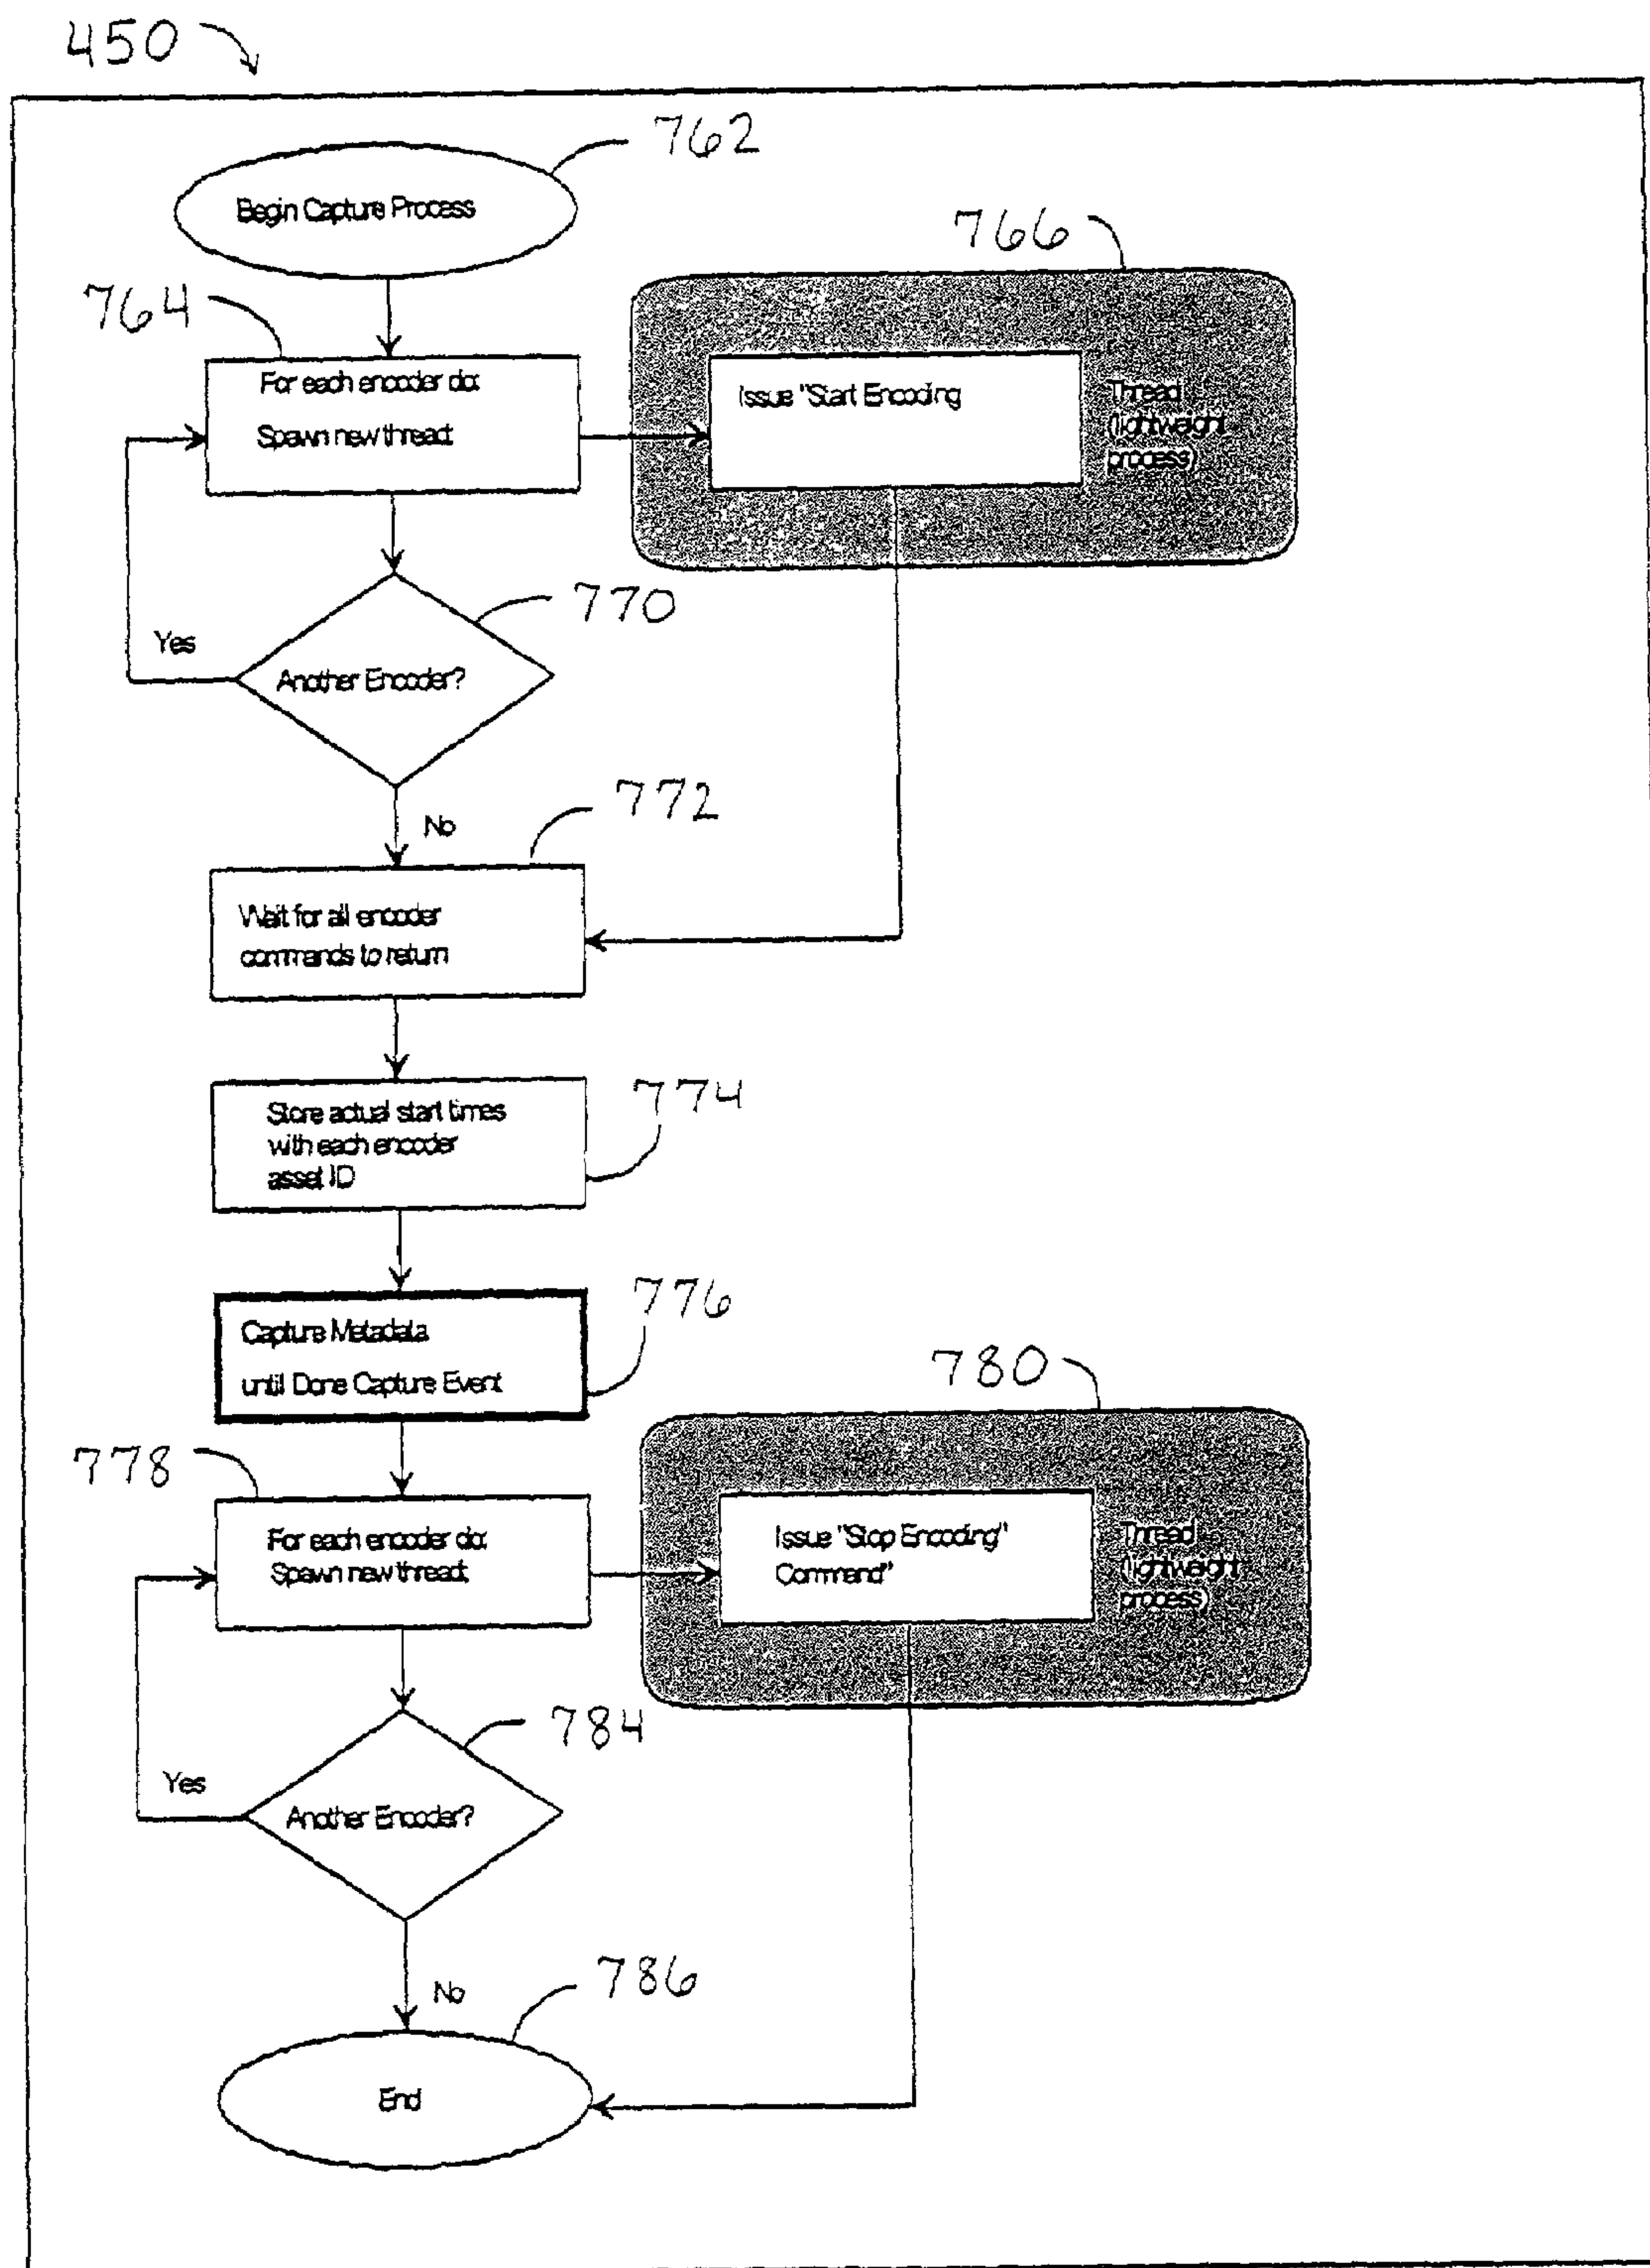 450
762
Begin Capture Process
766
764
For each encoder do:
Spawn new thread:
Issue "Start Encoding
Thread
(lightweight
process)
770
Yes
Another Encoder?
772
No
Wait for all encoder
commands to return
774
Store actual start times
with each encoder
asset ID
776
Capture Metadata
until Done Capture Event
780
778
For each encoder do:
Spawn new thread:
Issue "Stop Encoding"
Command"
Thread
(lightweight
process)
784
Yes
Another Encoder?
786
No
End